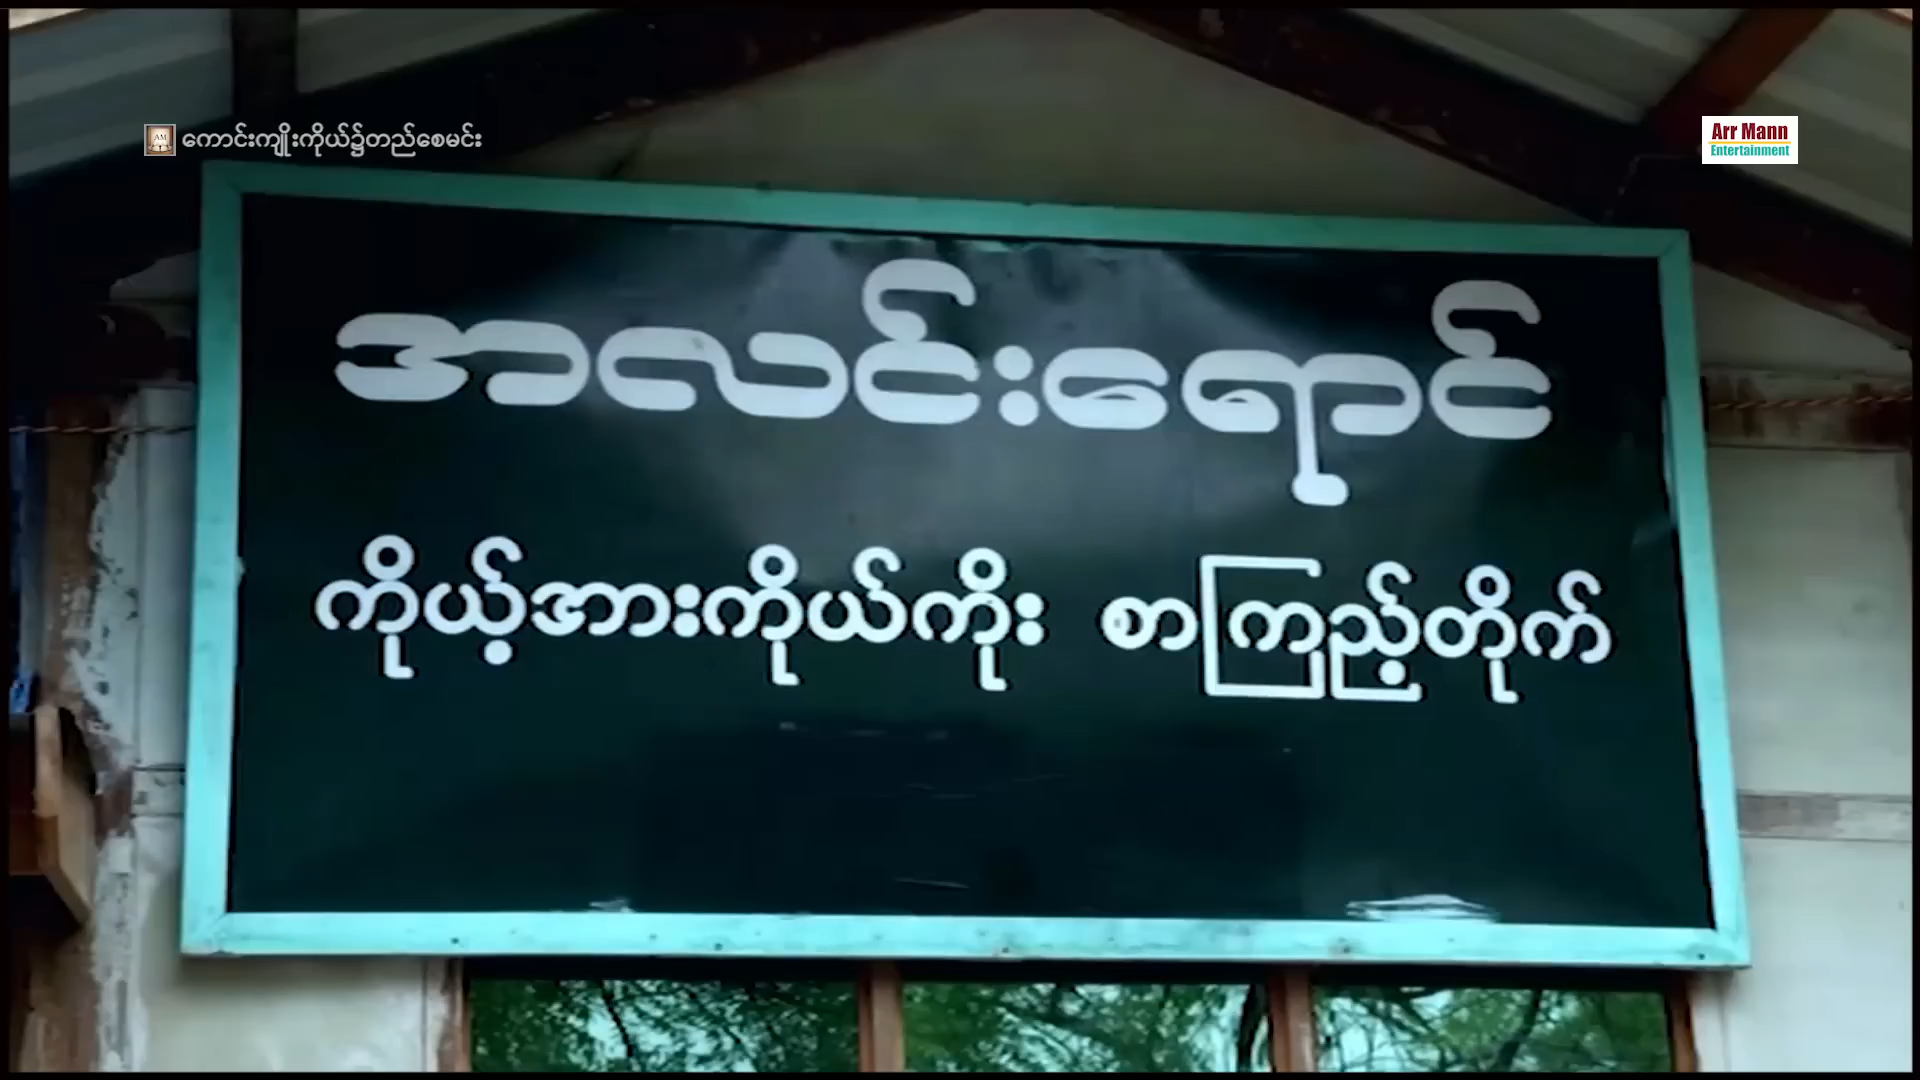 ကောင်းကျိုးကိုယ်၌တည်စေမင်း
Arr Mann
Entertainment
အလင်းရောင်
ကိုယ့်အားကိုယ်ကိုး စာကြည့်တိုက်